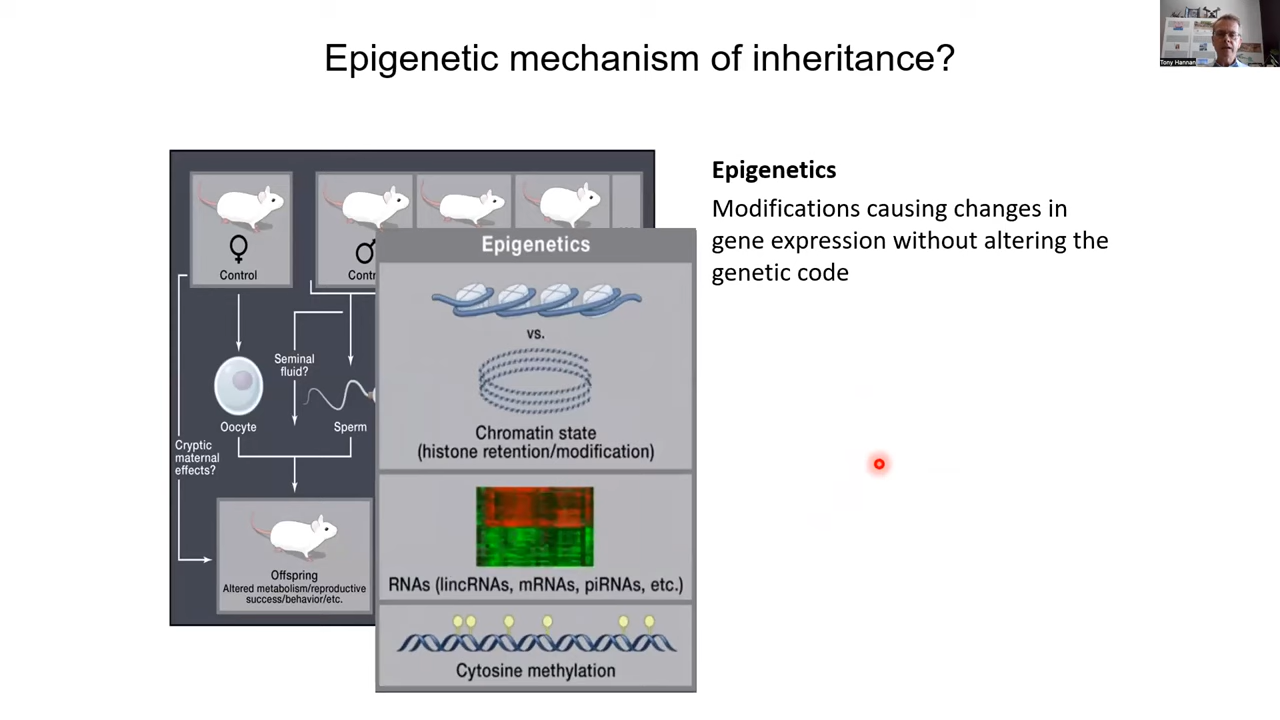 Epigenetic mechanism of inheritance?
Tony Hannan
Control
Seminal
fluid?
Oocyte
Sperm
Cryptic
maternal
effects?
Offspring
Altered metabolism/reproductive
success/behavior/etc.
Epigenetics
vs.
Chromatin state
(histone retention/modification)
RNAs (lincRNAs, mRNAs, piRNAs, etc.)
Cytosine methylation
Epigenetics
Modifications causing changes in
gene expression without altering the
genetic code